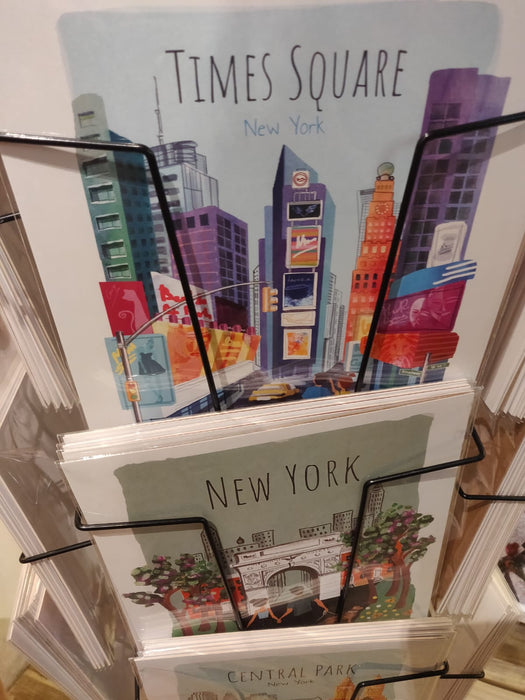 TIMES SQUARE
New York
NEW YORK
CENTRAL PARK
New York